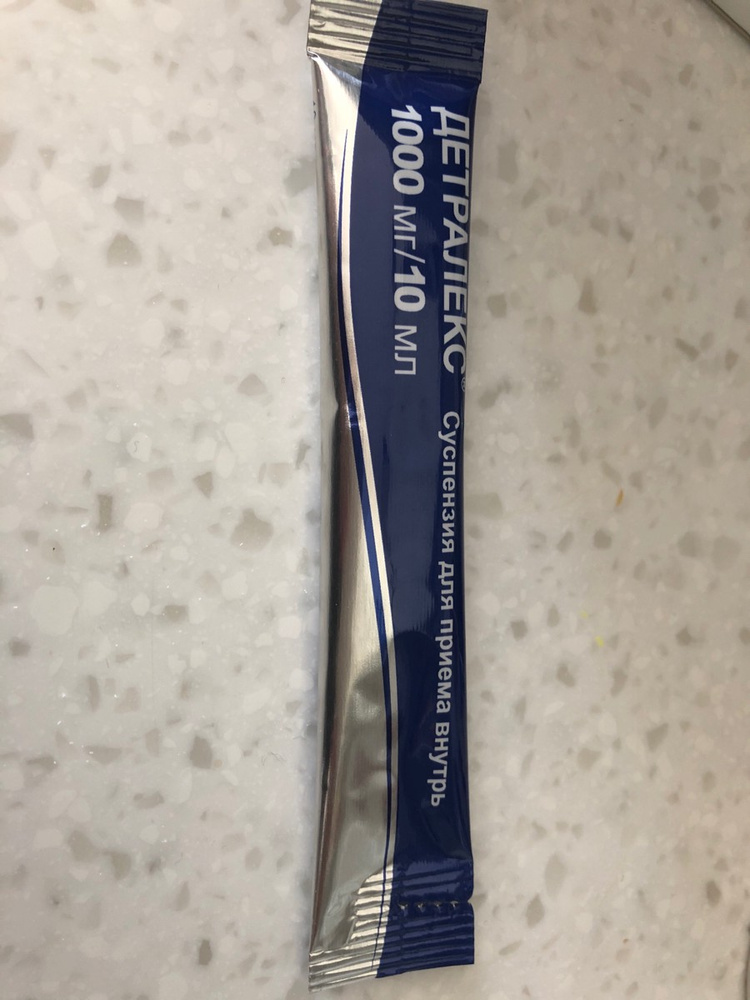 ДЕТРАЛЕКС®
1000 мг/10 мл
Суспензия для приема внутрь